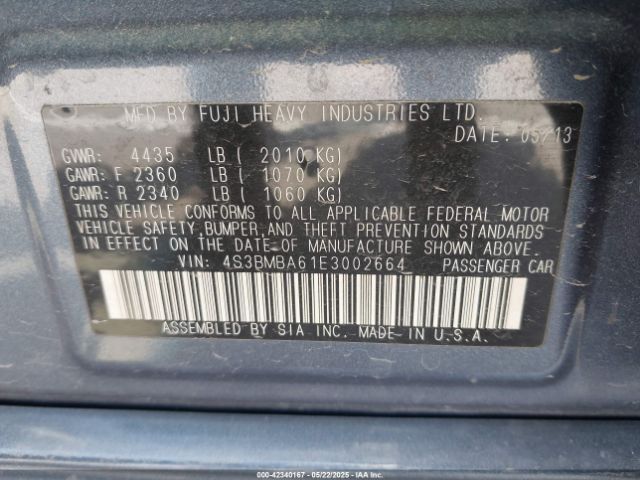 MFD BY FUJI HEAVY INDUSTRIES LTD.
DATE: 05/13
GVWR: 4435 LB ( 2010 KG)
GAWR: F 2360 LB ( 1070 KG)
GAWR: R 2340 LB ( 1060 KG)
THIS VEHICLE CONFORMS TO ALL APPLICABLE FEDERAL MOTOR
VEHICLE SAFETY, BUMPER AND THEFT PREVENTION STANDARDS
IN EFFECT ON THE DATE OF MANUFACTURE SHOWN ABOVE.
VIN: 4S3BMBA61E3002664 PASSENGER CAR
ASSEMBLED BY SIA INC. MADE IN U.S.A.
000-42340167 - 05/22/2025 - IAAI.COM